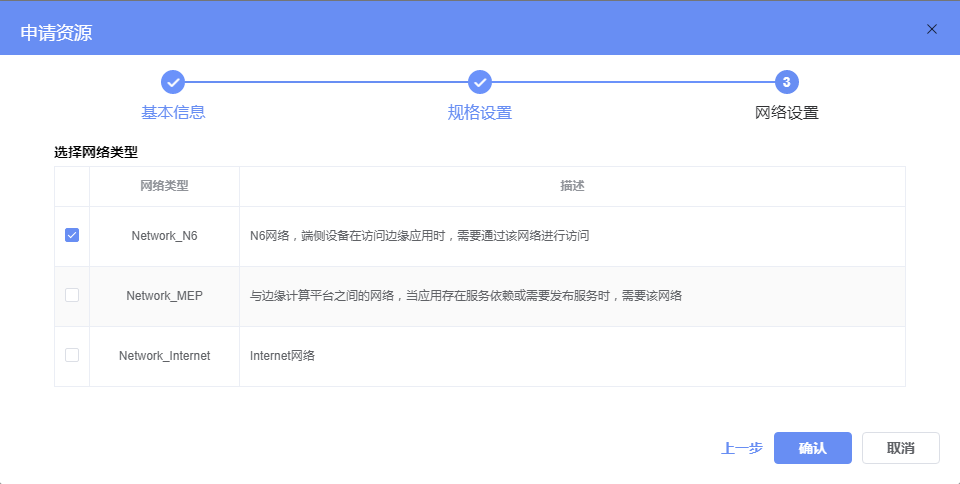 申请资源
3
基本信息
规格设置
网络设置
选择网络类型
网络类型
描述
Network_N6
N6网络，端侧设备在访问边缘应用时，需要通过该网络进行访问
Network_MEP
与边缘计算平台之间的网络，当应用存在服务依赖或需要发布服务时，需要该网络
Network_Internet
Internet网络
上一步
确认
取消